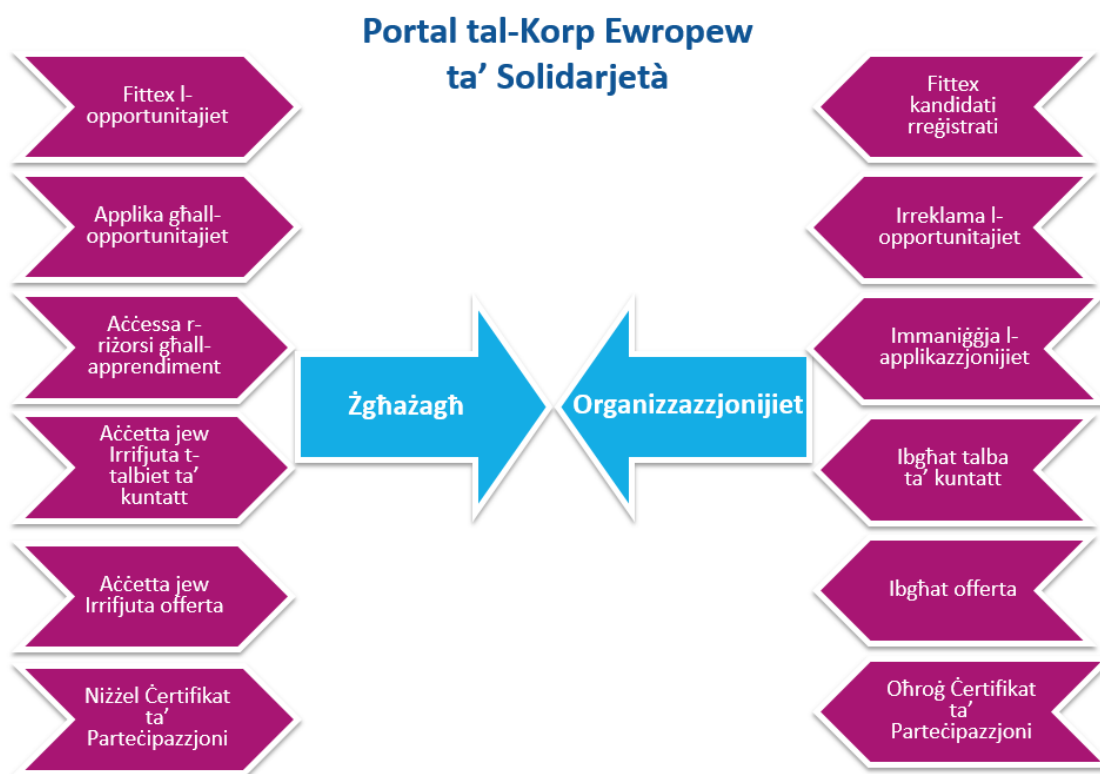 Portal tal-Korp Ewropew
ta’ Solidarjetà
Fittex l-
opportunitajiet
Applika għall-
opportunitajiet
Aċċessa r-
riżorsi għall-
apprendiment
Aċċetta jew
Irrifjuta t-
talbiet ta’
kuntatt
Aċċetta jew
Irrifjuta offerta
Niżżel Ċertifikat
ta’
Parteċipazzjoni
Żgħażagħ
Organizzazzjonijiet
Fittex
kandidati
rreġistrati
Irreklama l-
opportunitajiet
Immaniġġja l-
applikazzjonijiet
Ibgħat talba
ta’ kuntatt
Ibgħat offerta
Oħroġ Ċertifikat
ta’
Parteċipazzjoni